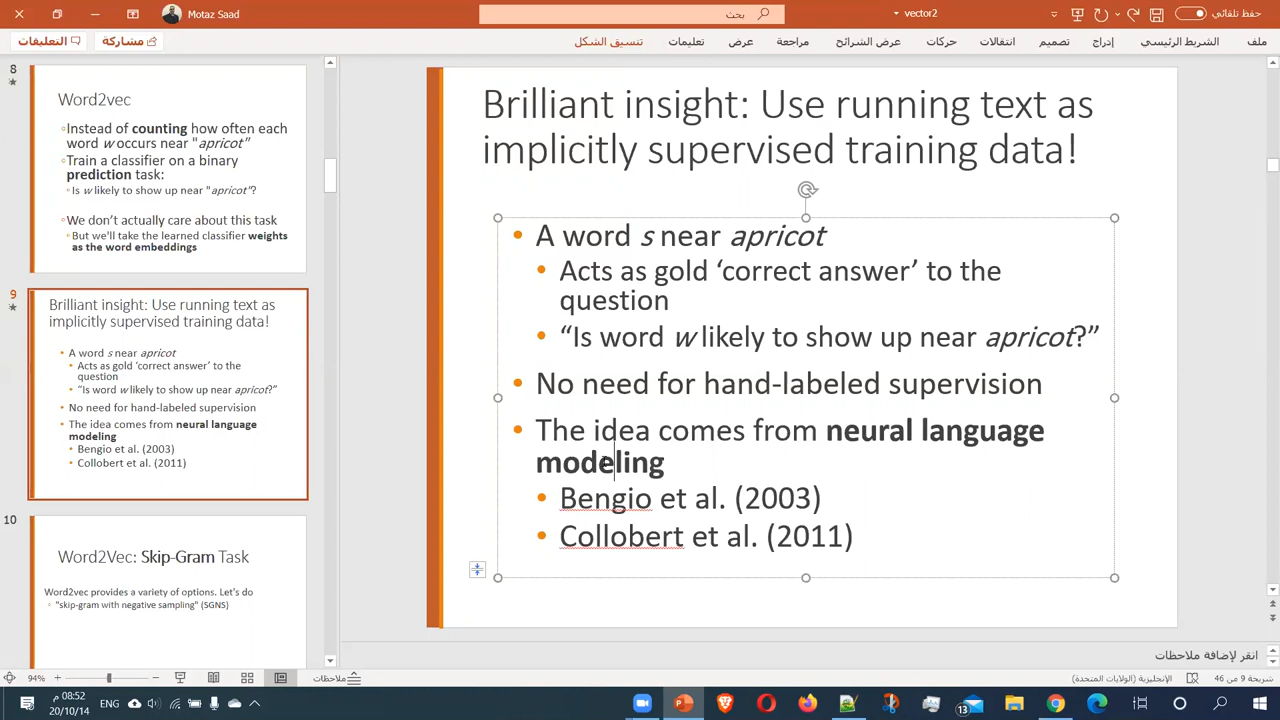 Motaz Saad
بحث
vector2
حفظ تلقائي
ملف
الشريط الرئيسي
إدراج
تصميم
انتقالات
حركات
عرض الشرائح
مراجعة
عرض
تعليمات
تنسيق الشكل
مشاركة
التعليقات
8
Word2vec
Instead of counting how often each
word w occurs near "apricot"
Train a classifier on a binary
prediction task:
Is w likely to show up near "apricot"?
We don’t actually care about this task
But we'll take the learned classifier weights
as the word embeddings
9
Brilliant insight: Use running text as
implicitly supervised training data!
A word s near apricot
Acts as gold ‘correct answer’ to the
question
“Is word w likely to show up near apricot?”
No need for hand-labeled supervision
The idea comes from neural language
modeling
Bengio et al. (2003)
Collobert et al. (2011)
10
Word2Vec: Skip-Gram Task
Word2vec provides a variety of options. Let's do
"skip-gram with negative sampling" (SGNS)
Brilliant insight: Use running text as
implicitly supervised training data!
A word s near apricot
Acts as gold ‘correct answer’ to the
question
“Is word w likely to show up near apricot?”
No need for hand-labeled supervision
The idea comes from neural language
modeling
Bengio et al. (2003)
Collobert et al. (2011)
انقر لإضافة ملاحظات
شريحة 9 من 46
الإنجليزية (الولايات المتحدة)
ملاحظات
94%
08:52
20/10/14
ENG
13